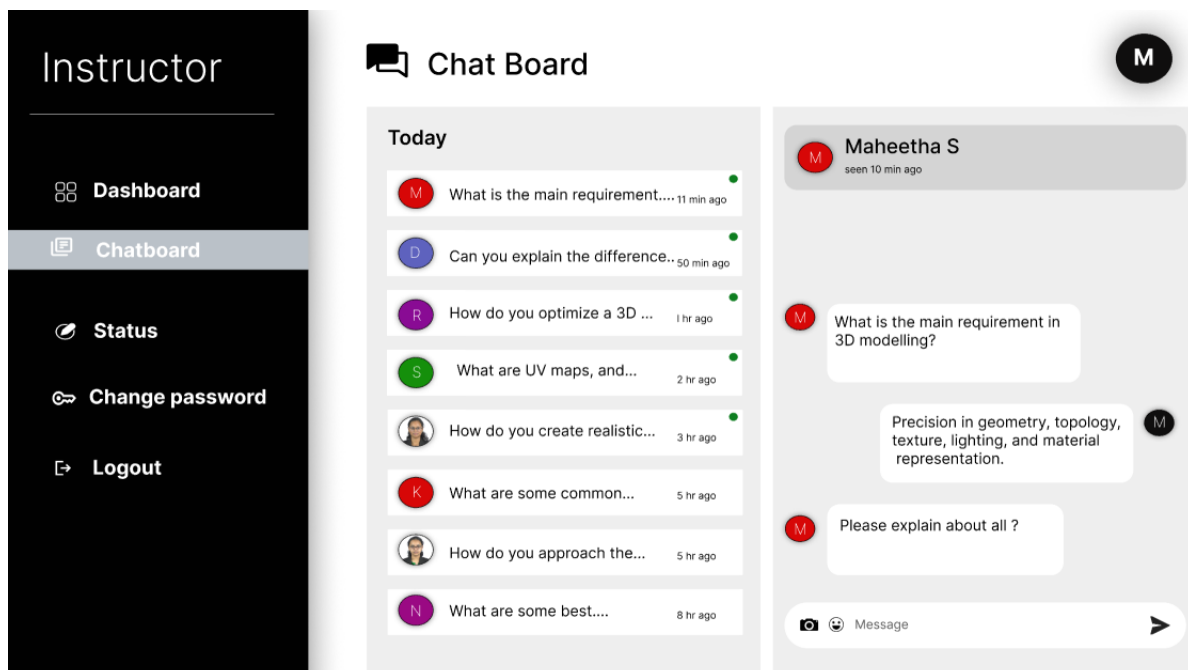 Instructor
Dashboard
Chatboard
Status
Change password
Logout
Chat Board
M
Today
M
What is the main requirement.... 11 min ago
D
Can you explain the difference.. 50 min ago
R
How do you optimize a 3D ... I hr ago
S
What are UV maps, and... 2 hr ago
How do you create realistic... 3 hr ago
K
What are some common... 5 hr ago
How do you approach the... 5 hr ago
N
What are some best.... 8 hr ago
M
Maheetha S
seen 10 min ago
M
What is the main requirement in
3D modelling?
Precision in geometry, topology,
texture, lighting, and material
representation.
M
M
Please explain about all ?
Message